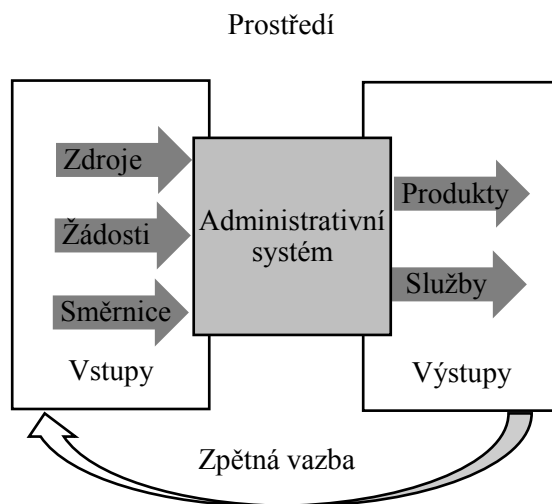 Prostředí
Zdroje
Žádosti
Směrnice
Vstupy
Administrativní
systém
Produkty
Služby
Výstupy
Zpětná vazba